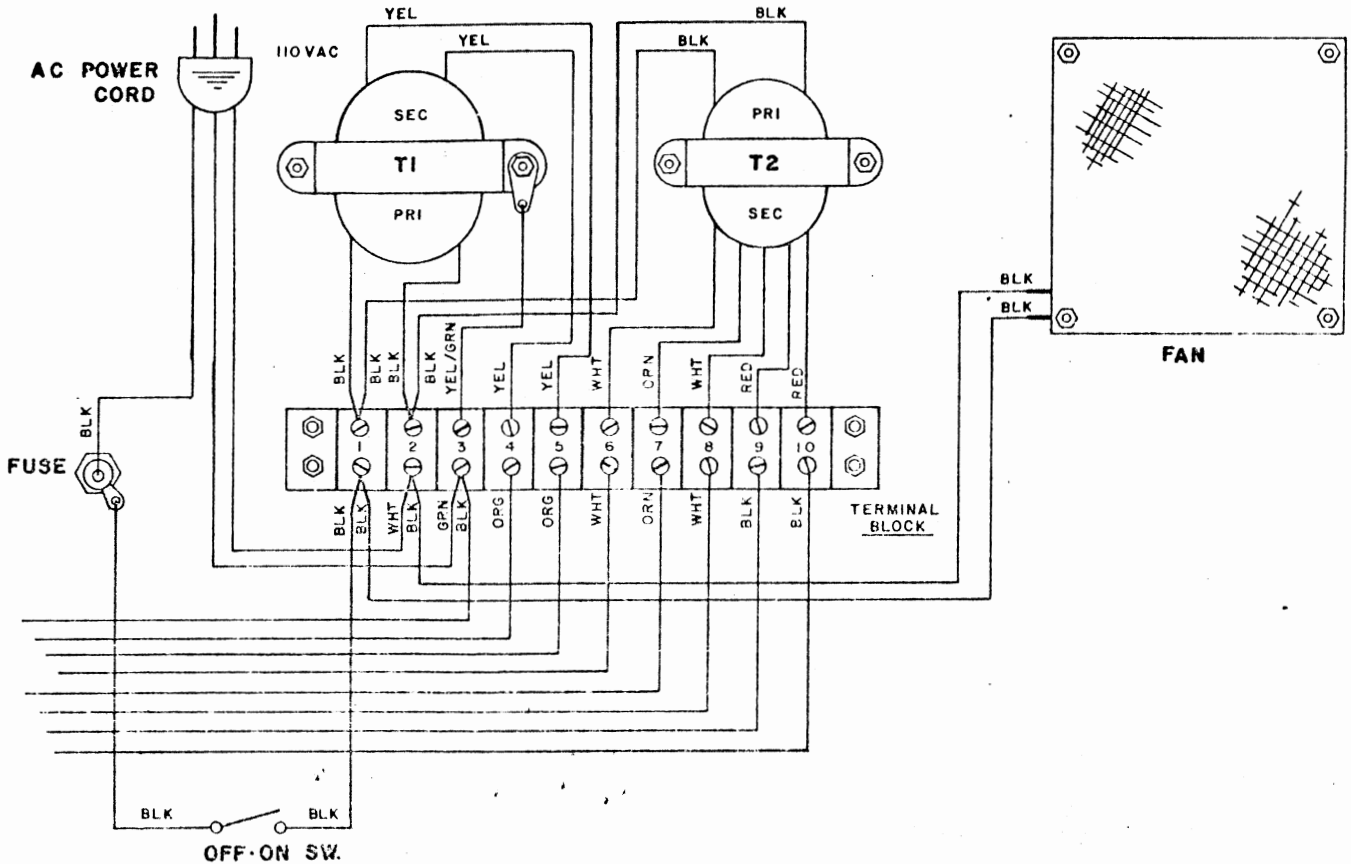 YEL
BLK
YEL
BLK
110 VAC
AC POWER
CORD
SEC
T1
PRI
PRI
T2
SEC
BLK
BLK
FAN
BLK
BLK
BLK
BLK
YEL/GRN
YEL
YEL
WHT
ORN
WHT
RED
RED
BLK
FUSE
1
2
3
4
5
6
7
8
9
10
BLK
BLK
WHT
BLK
GRN
BLK
ORG
ORG
WHT
ORN
WHT
BLK
BLK
TERMINAL
BLOCK
BLK
BLK
OFF-ON SW.